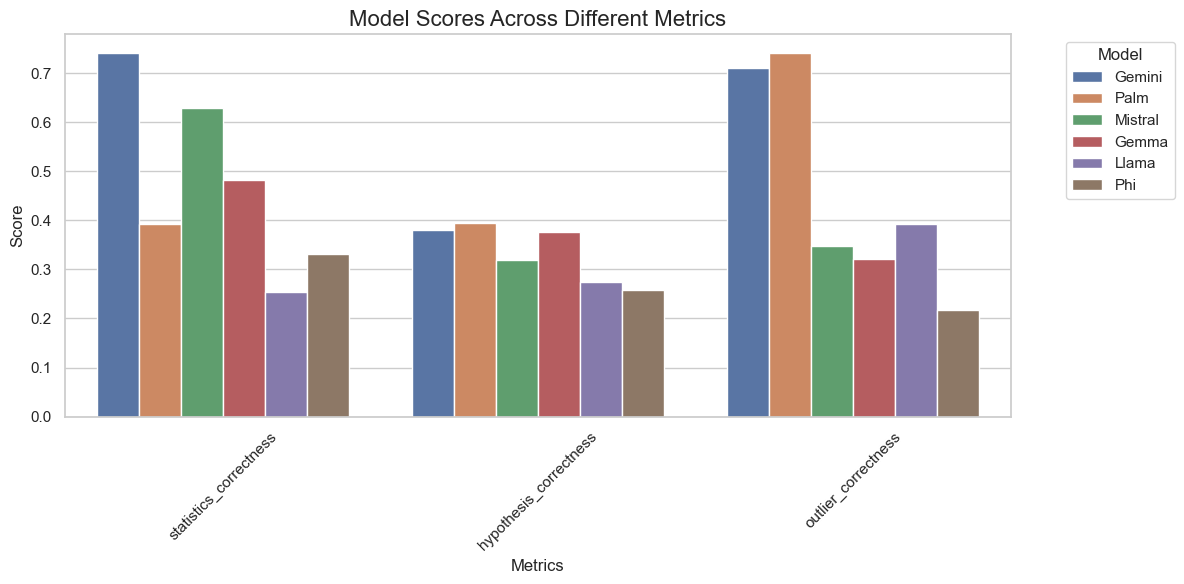 Model Scores Across Different Metrics
Score
0.7
0.6
0.5
0.4
0.3
0.2
0.1
0.0
statistics_correctness
hypothesis_correctness
outlier_correctness
Metrics
Model
Gemini
Palm
Mistral
Gemma
Llama
Phi